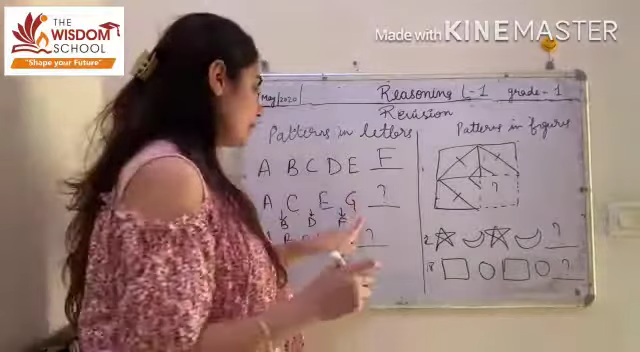 THE
WISDOM
SCHOOL
"Shape your Future"
Made with KINEMASTER
May/2020
Reasoning L-1 grade-1
Revision
Patterns in letters
A B C D E F
A C E G ?
B D F
?
Patterns in figures
1.
?
2.
3.
?